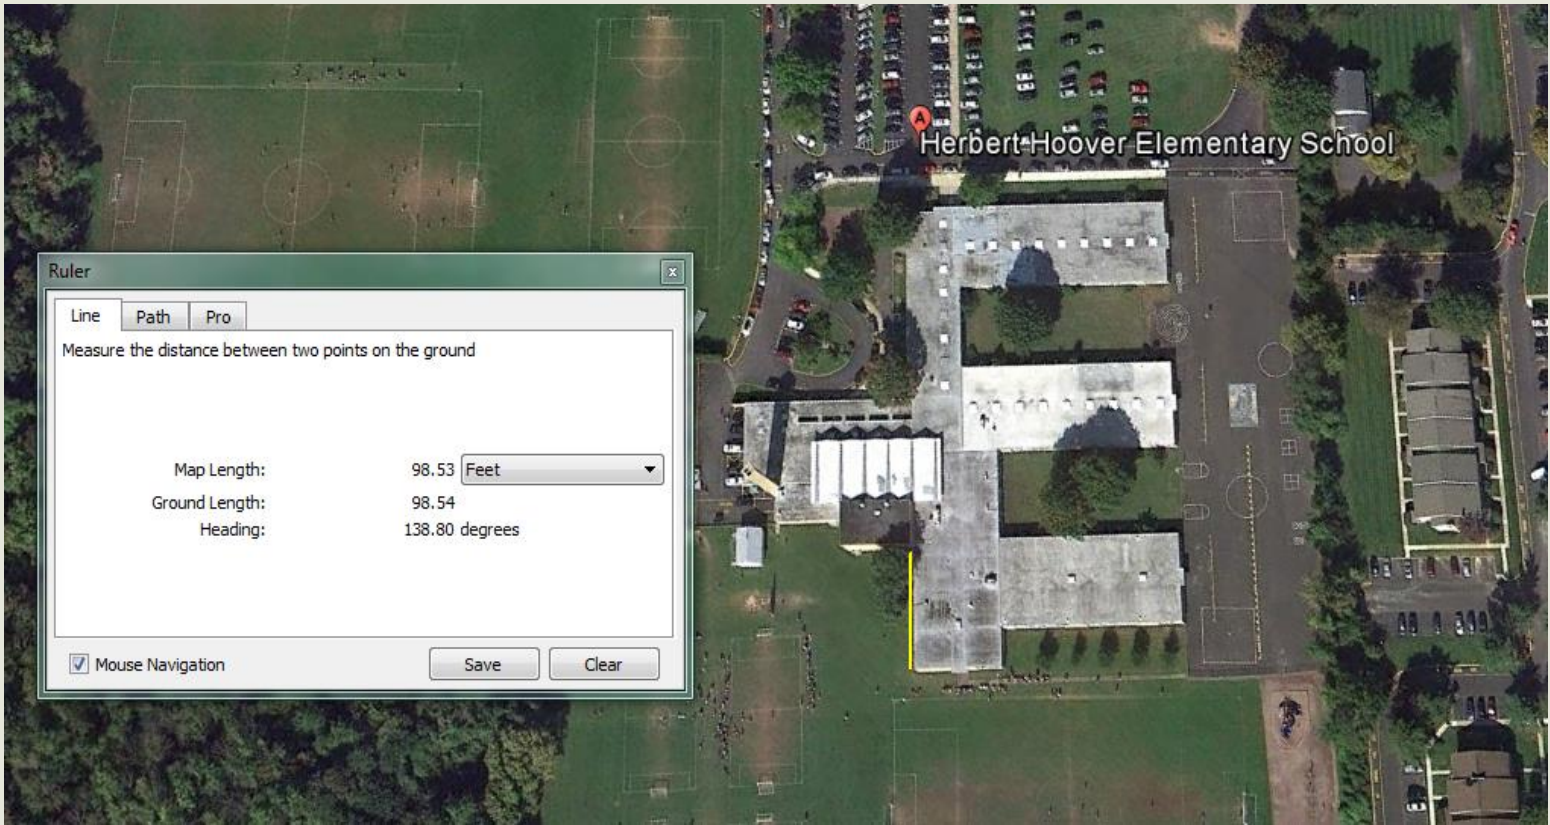 A
Herbert Hoover Elementary School
Ruler
x
Line Path Pro
Measure the distance between two points on the ground
Map Length: 98.53 Feet
Ground Length: 98.54
Heading: 138.80 degrees
Mouse Navigation Save Clear